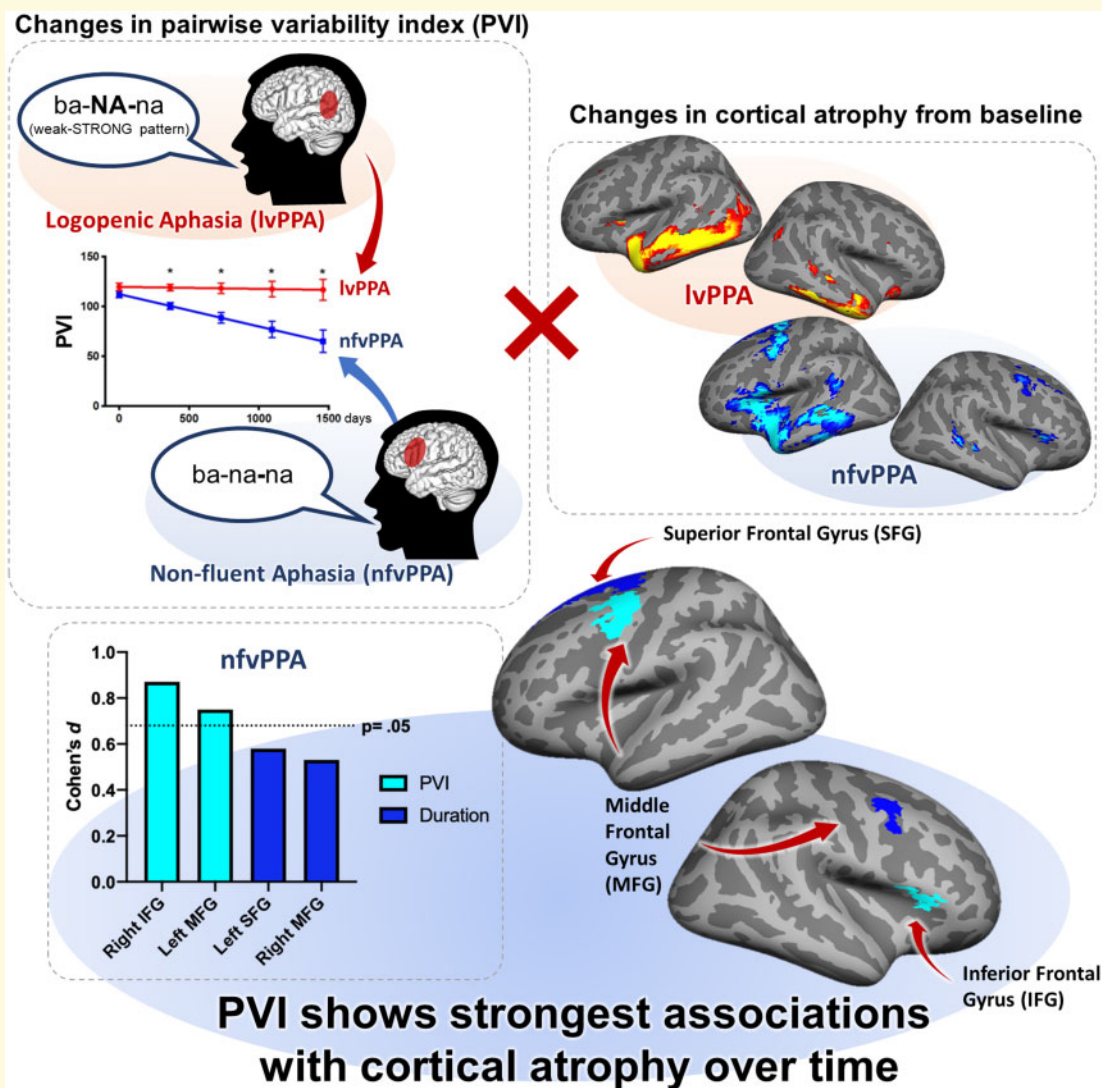 Changes in pairwise variability index (PVI)
ba-NA-na
(weak-STRONG pattern)
Logopenic Aphasia (lvPPA)
150
100
50
0
PVI
* * * *
lvPPA
nfvPPA
0 500 1000 1500 days
ba-na-na
Non-fluent Aphasia (nfvPPA)
Changes in cortical atrophy from baseline
lvPPA
nfvPPA
Superior Frontal Gyrus (SFG)
Middle
Frontal
Gyrus
(MFG)
Inferior Frontal
Gyrus (IFG)
nfvPPA
1.0
0.8
0.6
0.4
0.2
0.0
Cohen's d
p= .05
PVI
Duration
Right IFG
Left MFG
Left SFG
Right MFG
PVI shows strongest associations
with cortical atrophy over time